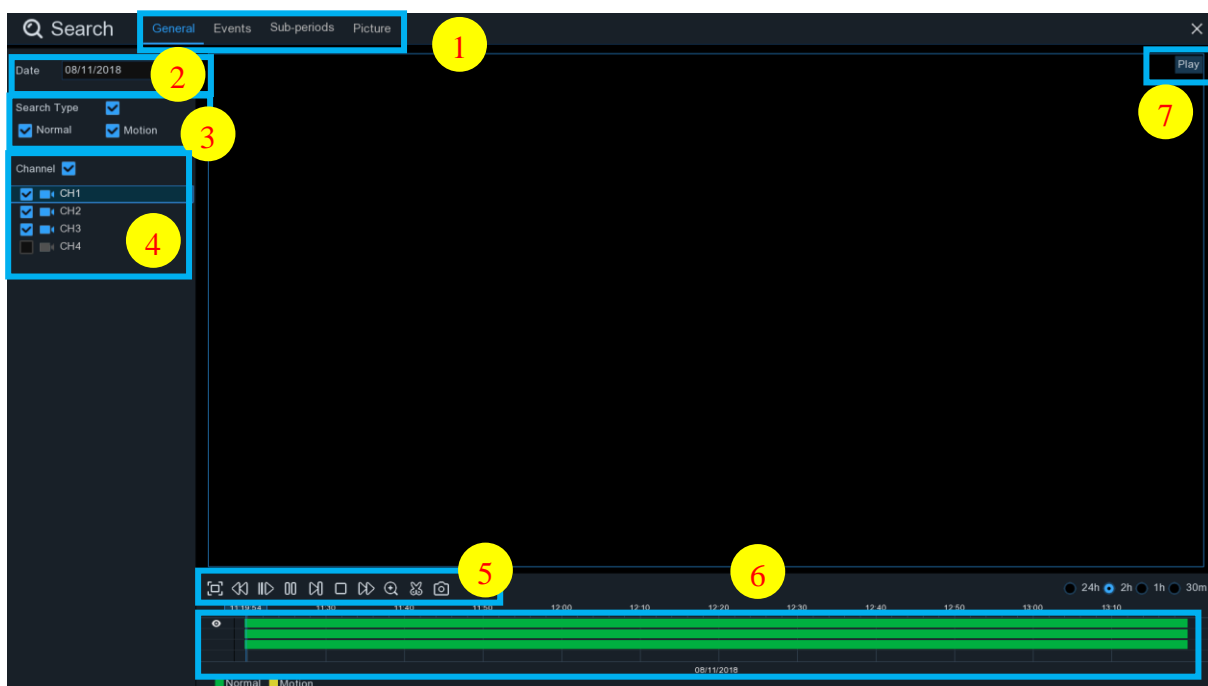 Search General Events Sub-periods Picture
1
Date 08/11/2018
2
Play
7
Search Type
Normal Motion
3
Channel
CH1
CH2
CH3
CH4
4
5
6
24h 2h 1h 30m
11:19:54 11:30 11:40 11:50 12:00 12:10 12:20 12:30 12:40 12:50 13:00 13:10
08/11/2018
Normal Motion